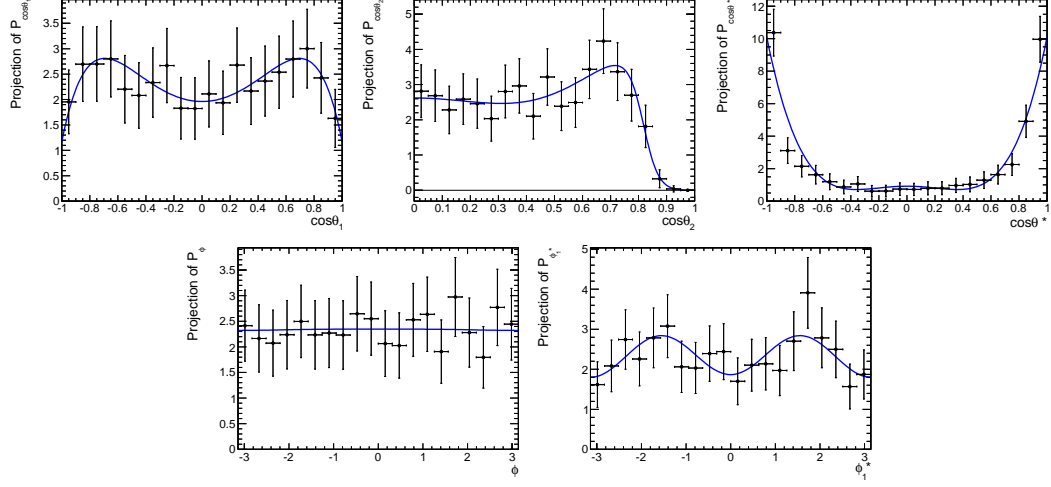 Projection of P_cosθ₁
3.5
3
2.5
2
1.5
1
0.5
0
-1 -0.8 -0.6 -0.4 -0.2 0 0.2 0.4 0.6 0.8 1
cosθ₁
Projection of P_cosθ₂
5
4
3
2
1
0
0 0.1 0.2 0.3 0.4 0.5 0.6 0.7 0.8 0.9 1
cosθ₂
Projection of P_cosθ*
12
10
8
6
4
2
0
-1 -0.8 -0.6 -0.4 -0.2 0 0.2 0.4 0.6 0.8 1
cosθ *
Projection of P_ϕ
3.5
3
2.5
2
1.5
1
0.5
0
-3 -2 -1 0 1 2 3
ϕ
Projection of P_ϕ₁*
5
4
3
2
1
0
-3 -2 -1 0 1 2 3
ϕ₁*